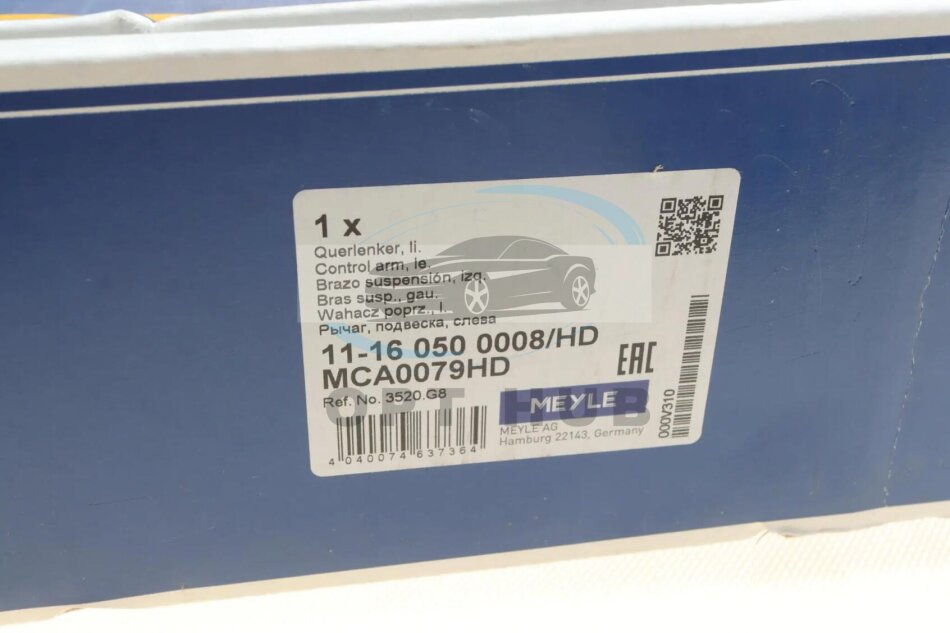 1 x
Querlenker, li.
Control arm, le.
Brazo suspensión, izq.
Bras susp., gau.
Wahacz poprz., l.
Рычаг, подвеска, слева
11-16 050 0008/HD
MCA0079HD
EAC
Ref. No. 3520.G8
MEYLE
OPT HUB
MEYLE AG
Hamburg 22143, Germany
4 040074 637364
000V310